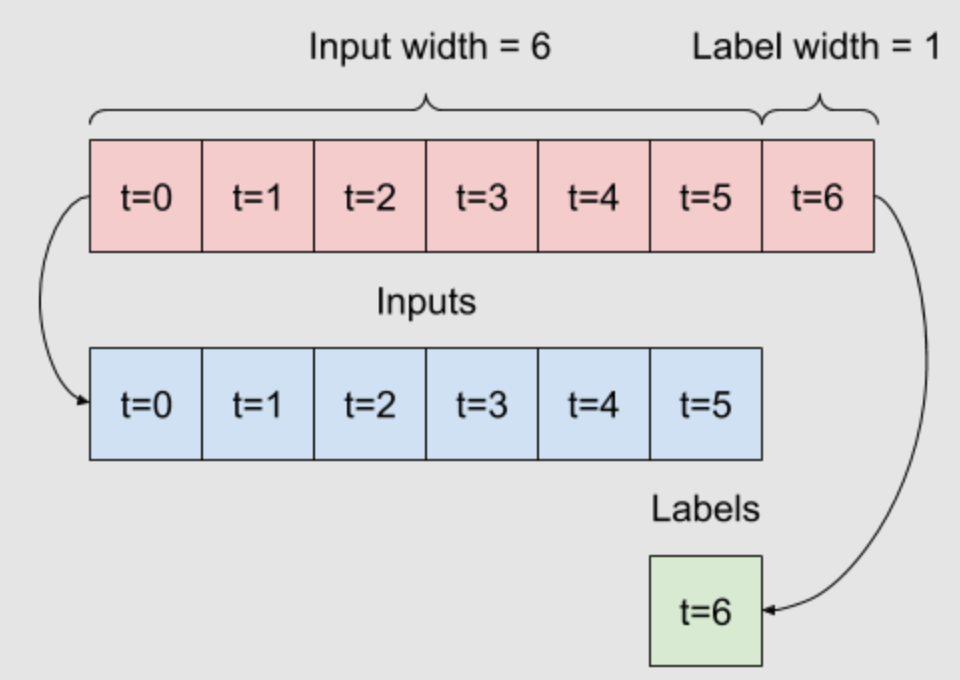 Input width = 6 Label width = 1
t=0 t=1 t=2 t=3 t=4 t=5 t=6
Inputs
t=0 t=1 t=2 t=3 t=4 t=5
Labels
t=6